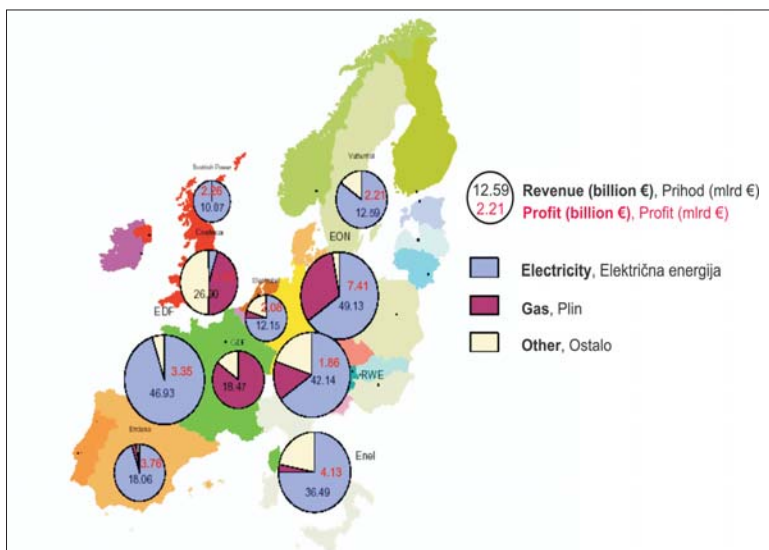 Scottish Power
2.26
10.87
Vattenfall
2.21
12.59
Centrica
26.30
EDF
EON
7.41
49.13
2.06
12.15
GDF
18.47
3.35
46.93
1.86
42.14
RWE
Endesa
3.76
18.06
Enel
4.13
36.49
12.59
2.21
Revenue (billion €), Prihod (mlrd €)
Profit (billion €), Profit (mlrd €)
Electricity, Električna energija
Gas, Plin
Other, Ostalo